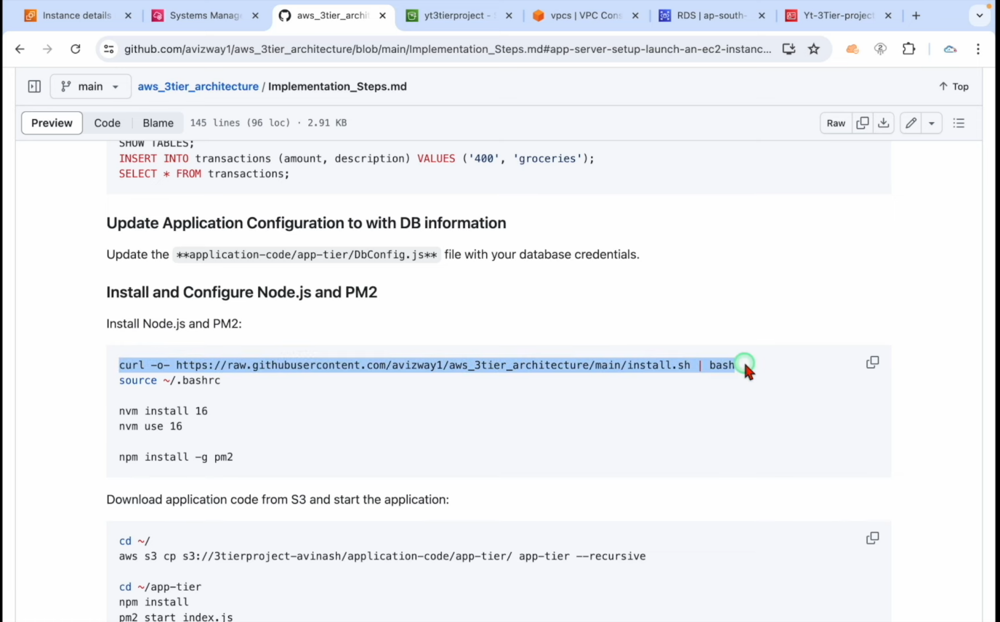 Instance details
Systems Manag
aws_3tier_archit
yt3tierproject -
vpcs | VPC Cons
RDS | ap-south-
Yt-3Tier-project
github.com/avizway1/aws_3tier_architecture/blob/main/Implementation_Steps.md#app-server-setup-launch-an-ec2-instanc...
main
aws_3tier_architecture / Implementation_Steps.md
Top
Preview
Code
Blame
145 lines (96 loc) · 2.91 KB
Raw
SHOW TABLES;
INSERT INTO transactions (amount, description) VALUES ('400', 'groceries');
SELECT * FROM transactions;
Update Application Configuration to with DB information
Update the **application-code/app-tier/DbConfig.js** file with your database credentials.
Install and Configure Node.js and PM2
Install Node.js and PM2:
curl -o- https://raw.githubusercontent.com/avizway1/aws_3tier_architecture/main/install.sh | bash
source ~/.bashrc
nvm install 16
nvm use 16
npm install -g pm2
Download application code from S3 and start the application:
cd ~/
aws s3 cp s3://3tierproject-avinash/application-code/app-tier/ app-tier --recursive
cd ~/app-tier
npm install
pm2 start index.js